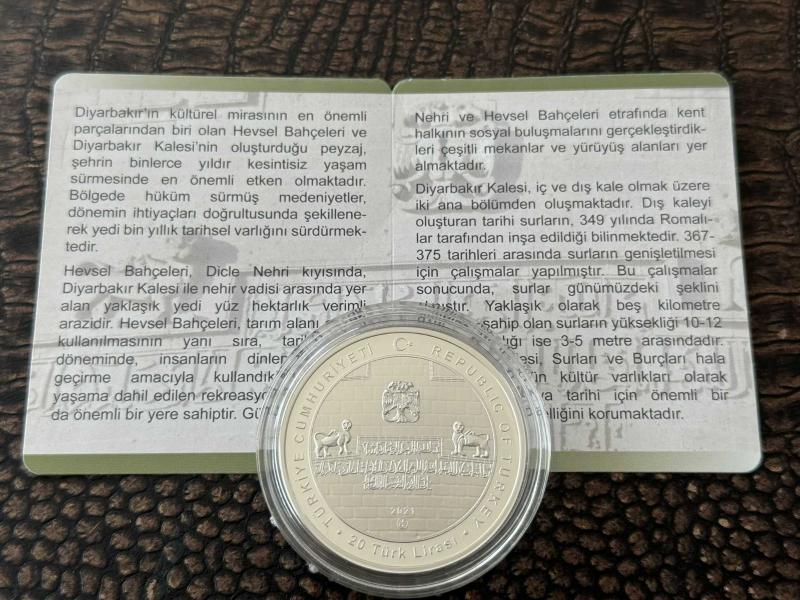 Diyarbakır'ın kültürel mirasının en önemli
parçalarından biri olan Hevsel Bahçeleri ve
Diyarbakır Kalesi'nin oluşturduğu peyzaj,
şehrin binlerce yıldır kesintisiz yaşam
sürmesinde en önemli etken olmaktadır.
Bölgede hüküm sürmüş medeniyetler,
dönemin ihtiyaçları doğrultusunda şekillene-
rek yedi bin yıllık tarihsel varlığını sürdürmek-
tedir.
Hevsel Bahçeleri, Dicle Nehri kıyısında,
Diyarbakır Kalesi ile nehir vadisi arasında yer
alan yaklaşık yedi yüz hektarlık verimli
arazidir. Hevsel Bahçeleri, tarım alanı
kullanılmasının yanı sıra,
döneminde, insanların
geçirme amacıyla
yaşama dahil edilen
da önemli bir yere sahiptir.
Nehri ve Hevsel Bahçeleri etrafında kent
halkının sosyal buluşmalarını gerçekleştirdik-
leri çeşitli mekanlar ve yürüyüş alanları yer
almaktadır.
Diyarbakır Kalesi, iç ve dış kale olmak üzere
iki ana bölümden oluşmaktadır. Dış kaleyi
oluşturan tarihi surların, 349 yılında Romalı-
lar tarafından inşa edildiği bilinmektedir. 367-
375 tarihleri arasında surların genişletilmesi
için çalışmalar yapılmıştır. Bu çalışmalar
sonucunda, surlar günümüzdeki şeklini
Yaklaşık olarak beş kilometre
sahip olan surların yüksekliği 10-12
ise 3-5 metre arasındadır.
Surları ve Burçları hala
kültür varlıkları olarak
tarihi için önemli bir
korumaktadır.
TÜRKİYE CUMHURİYETİ
REPUBLIC OF TURKEY
2021
• 20 Türk Lirası •